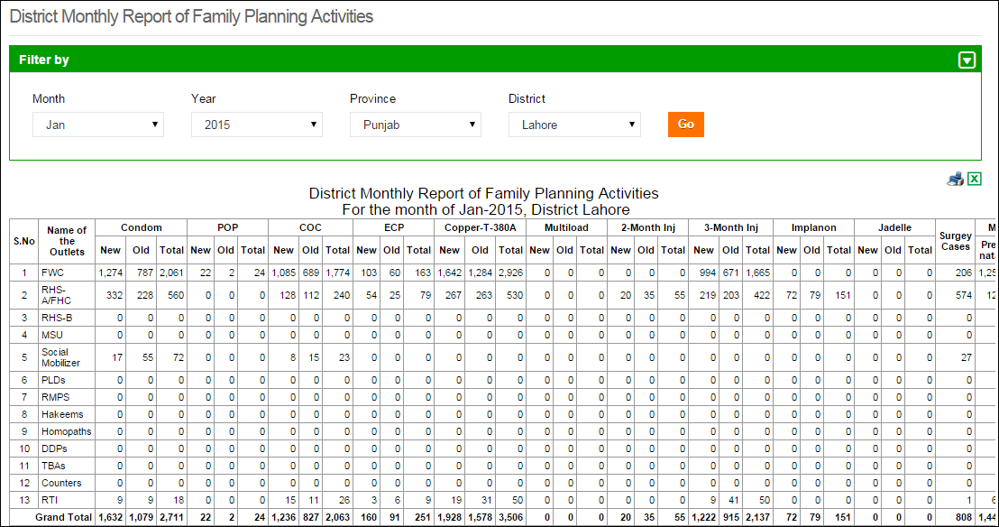 District Monthly Report of Family Planning Activities
Filter by
Month Year Province District
Jan 2015 Punjab Lahore Go
District Monthly Report of Family Planning Activities
For the month of Jan-2015, District Lahore
S.No Name of the Outlets Condom POP COC ECP Copper-T-380A Multiload 2-Month Inj 3-Month Inj Implanon Jadelle Surgey Cases M
New Old Total New Old Total New Old Total New Old Total New Old Total New Old Total New Old Total New Old Total New Old Total New Old Total Pre nata
1 FWC 1,274 787 2,061 22 2 24 1,085 689 1,774 103 60 163 1,642 1,284 2,926 0 0 0 0 0 0 994 671 1,665 0 0 0 0 0 0 206 1,25
2 RHS-A/FHC 332 228 560 0 0 0 128 112 240 54 25 79 267 263 530 0 0 0 20 35 55 219 203 422 72 79 151 0 0 0 574 12
3 RHS-B 0 0 0 0 0 0 0 0 0 0 0 0 0 0 0 0 0 0 0 0 0 0 0 0 0 0 0 0 0 0 0
4 MSU 0 0 0 0 0 0 0 0 0 0 0 0 0 0 0 0 0 0 0 0 0 0 0 0 0 0 0 0 0 0 0
5 Social Mobilizer 17 55 72 0 0 0 8 15 23 0 0 0 0 0 0 0 0 0 0 0 0 0 0 0 0 0 0 0 0 0 27
6 PLDs 0 0 0 0 0 0 0 0 0 0 0 0 0 0 0 0 0 0 0 0 0 0 0 0 0 0 0 0 0 0 0
7 RMPS 0 0 0 0 0 0 0 0 0 0 0 0 0 0 0 0 0 0 0 0 0 0 0 0 0 0 0 0 0 0 0
8 Hakeems 0 0 0 0 0 0 0 0 0 0 0 0 0 0 0 0 0 0 0 0 0 0 0 0 0 0 0 0 0 0 0
9 Homopaths 0 0 0 0 0 0 0 0 0 0 0 0 0 0 0 0 0 0 0 0 0 0 0 0 0 0 0 0 0 0 0
10 DDPs 0 0 0 0 0 0 0 0 0 0 0 0 0 0 0 0 0 0 0 0 0 0 0 0 0 0 0 0 0 0 0
11 TBAs 0 0 0 0 0 0 0 0 0 0 0 0 0 0 0 0 0 0 0 0 0 0 0 0 0 0 0 0 0 0 0
12 Counters 0 0 0 0 0 0 0 0 0 0 0 0 0 0 0 0 0 0 0 0 0 0 0 0 0 0 0 0 0 0 0
13 RTI 9 9 18 0 0 0 15 11 26 3 6 9 19 31 50 0 0 0 0 0 0 9 41 50 0 0 0 0 0 0 1 6
Grand Total 1,632 1,079 2,711 22 2 24 1,236 827 2,063 160 91 251 1,928 1,578 3,506 0 0 0 20 35 55 1,222 915 2,137 72 79 151 0 0 0 808 1,44